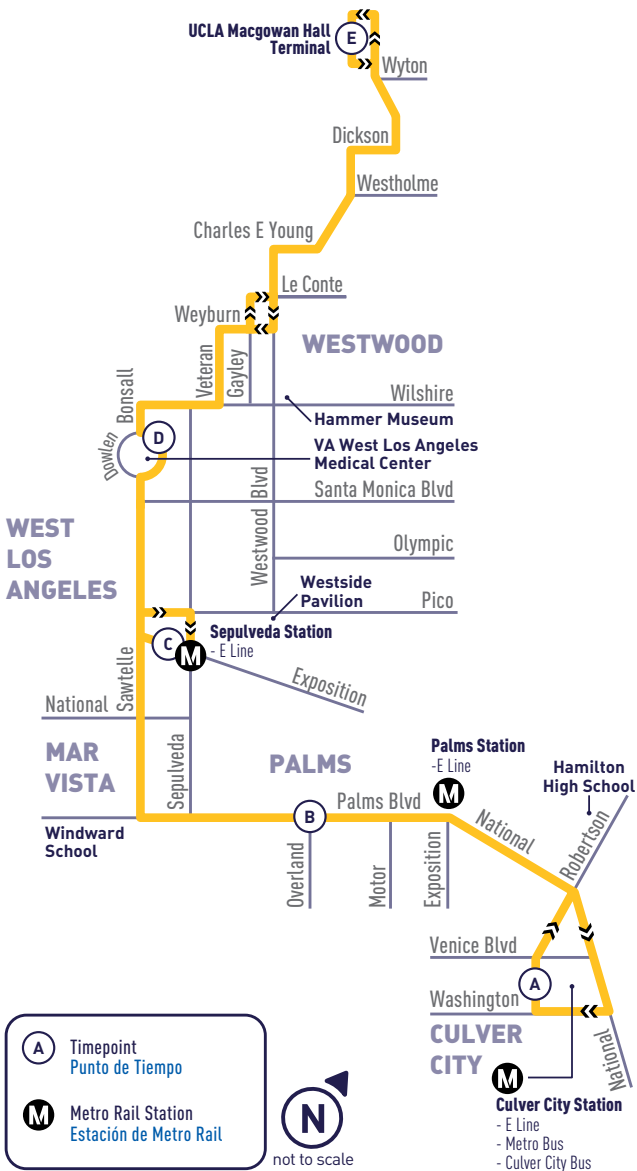 UCLA Macgowan Hall
Terminal
E
Wyton
Dickson
Westholme
Charles E Young
Le Conte
Weyburn
WESTWOOD
Veteran
Gayley
Bonsall
Wilshire
Hammer Museum
D
Dowlen
VA West Los Angeles
Medical Center
Santa Monica Blvd
WEST
LOS
ANGELES
Westwood Blvd
Olympic
Westside
Pavilion
Pico
Sepulveda Station
- E Line
C
M
Exposition
Sawtelle
National
MAR
VISTA
Sepulveda
PALMS
Palms Station
-E Line
M
Hamilton
High School
Windward
School
B
Palms Blvd
National
Robertson
Overland
Motor
Exposition
Venice Blvd
A
Washington
CULVER
CITY
National
M
Culver City Station
- E Line
- Metro Bus
- Culver City Bus
A
Timepoint
Punto de Tiempo
M
Metro Rail Station
Estación de Metro Rail
N
not to scale